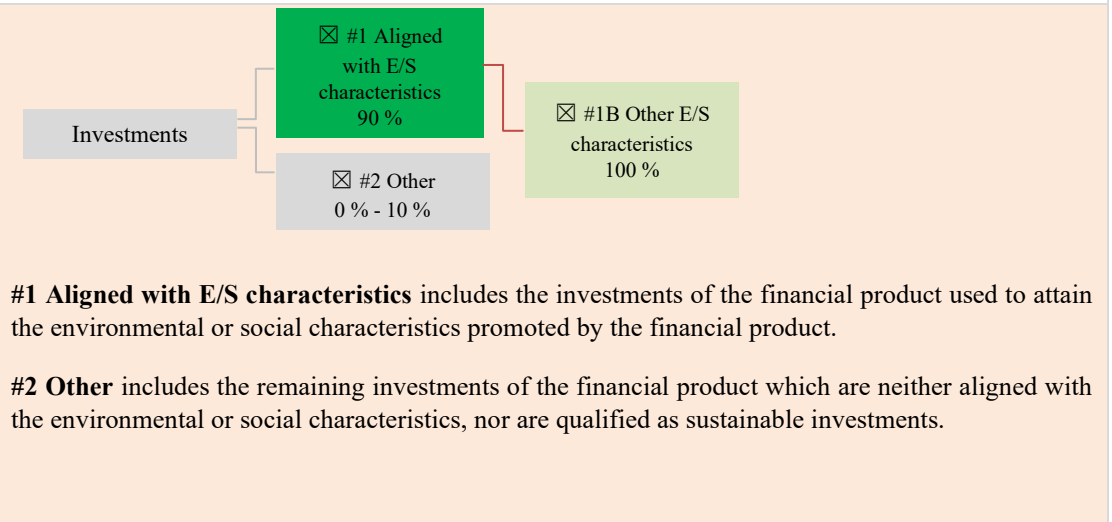 ☒ #1 Aligned
with E/S
characteristics
90 %
Investments
☒ #1B Other E/S
characteristics
100 %
☒ #2 Other
0 % - 10 %
#1 Aligned with E/S characteristics includes the investments of the financial product used to attain
the environmental or social characteristics promoted by the financial product.
#2 Other includes the remaining investments of the financial product which are neither aligned with
the environmental or social characteristics, nor are qualified as sustainable investments.